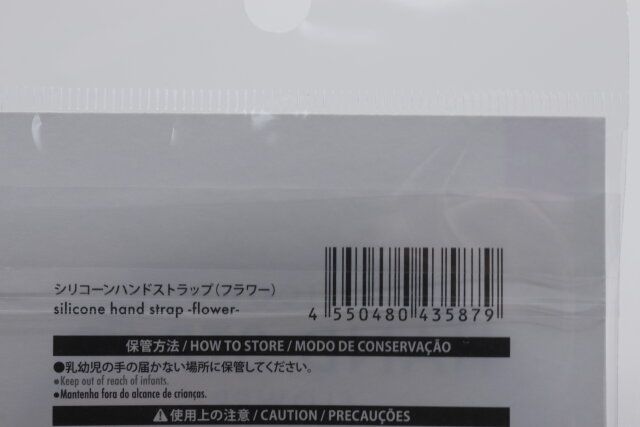 シリコーンハンドストラップ（フラワー）
silicone hand strap -flower-
4 550480 435879
保管方法 / HOW TO STORE / MODO DE CONSERVAÇÃO
●乳幼児の手の届かない場所に保管してください。
●Keep out of reach of infants.
●Mantenha fora do alcance de crianças.
⚠使用上の注意 / CAUTION / PRECAUÇÕES